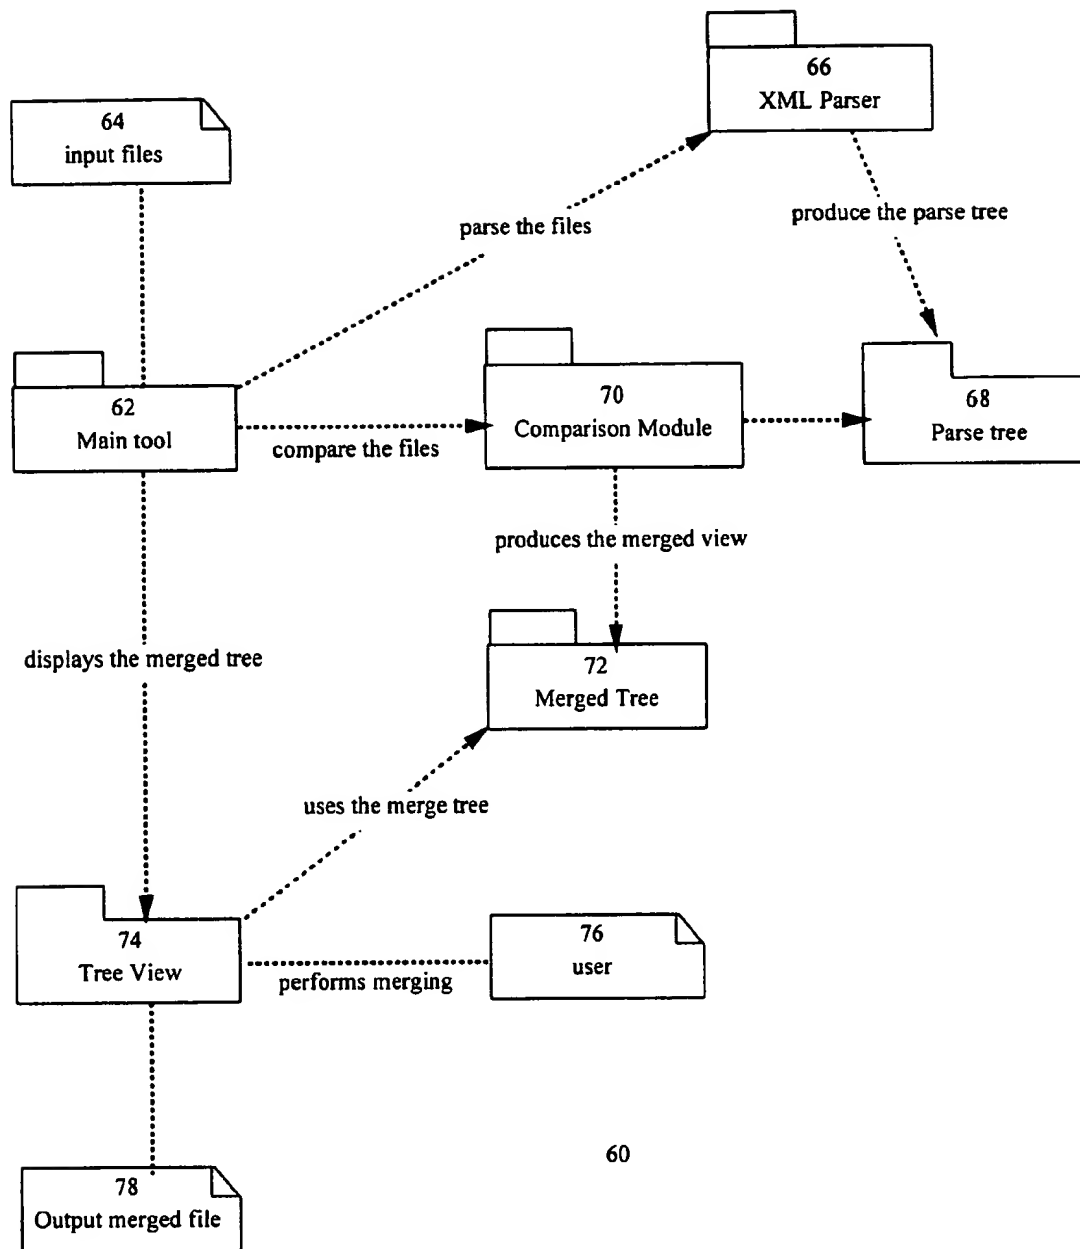 66
XML Parser
64
input files
produce the parse tree
parse the files
62
Main tool
70
Comparison Module
68
Parse tree
compare the files
produces the merged view
displays the merged tree
72
Merged Tree
uses the merge tree
74
Tree View
76
user
performs merging
60
78
Output merged file